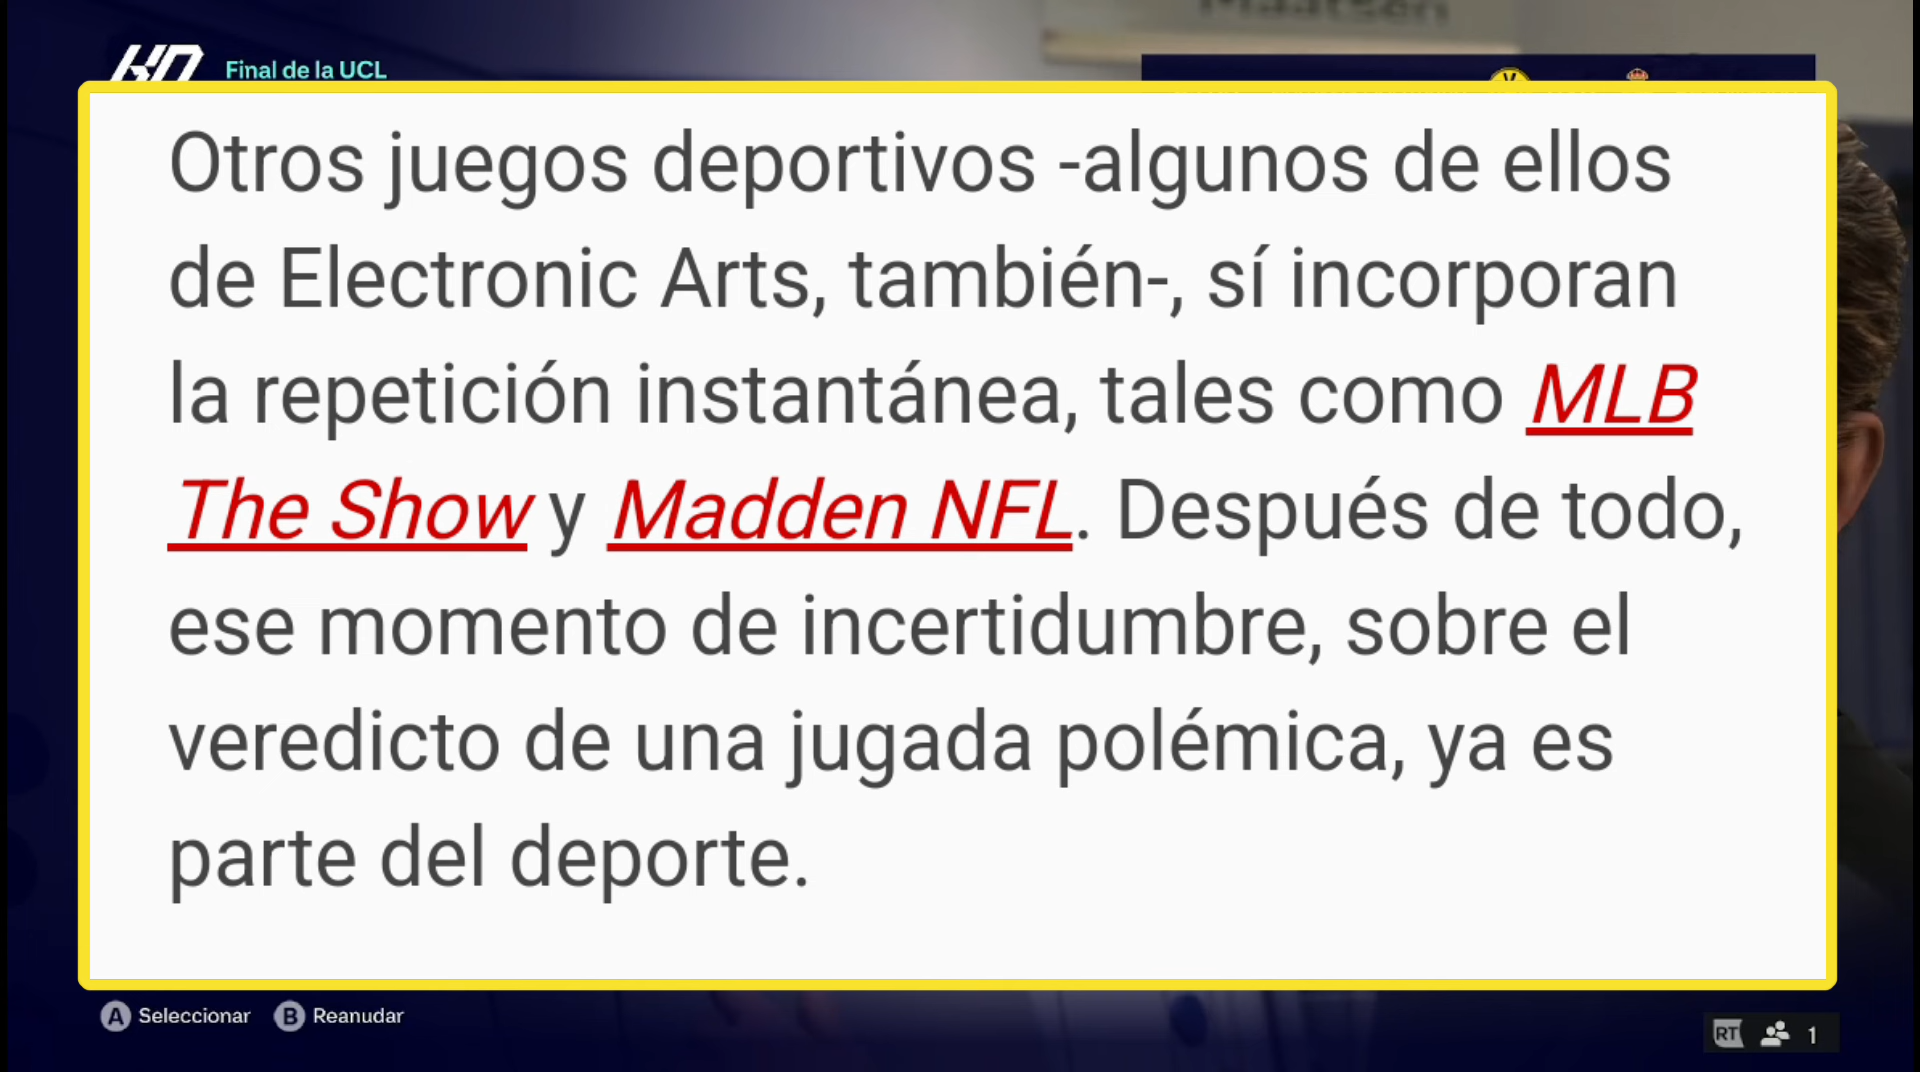 Maatsen
Final de la UCL
Otros juegos deportivos -algunos de ellos
de Electronic Arts, también-, sí incorporan
la repetición instantánea, tales como MLB
The Show y Madden NFL. Después de todo,
ese momento de incertidumbre, sobre el
veredicto de una jugada polémica, ya es
parte del deporte.
A Seleccionar B Reanudar
RT 1